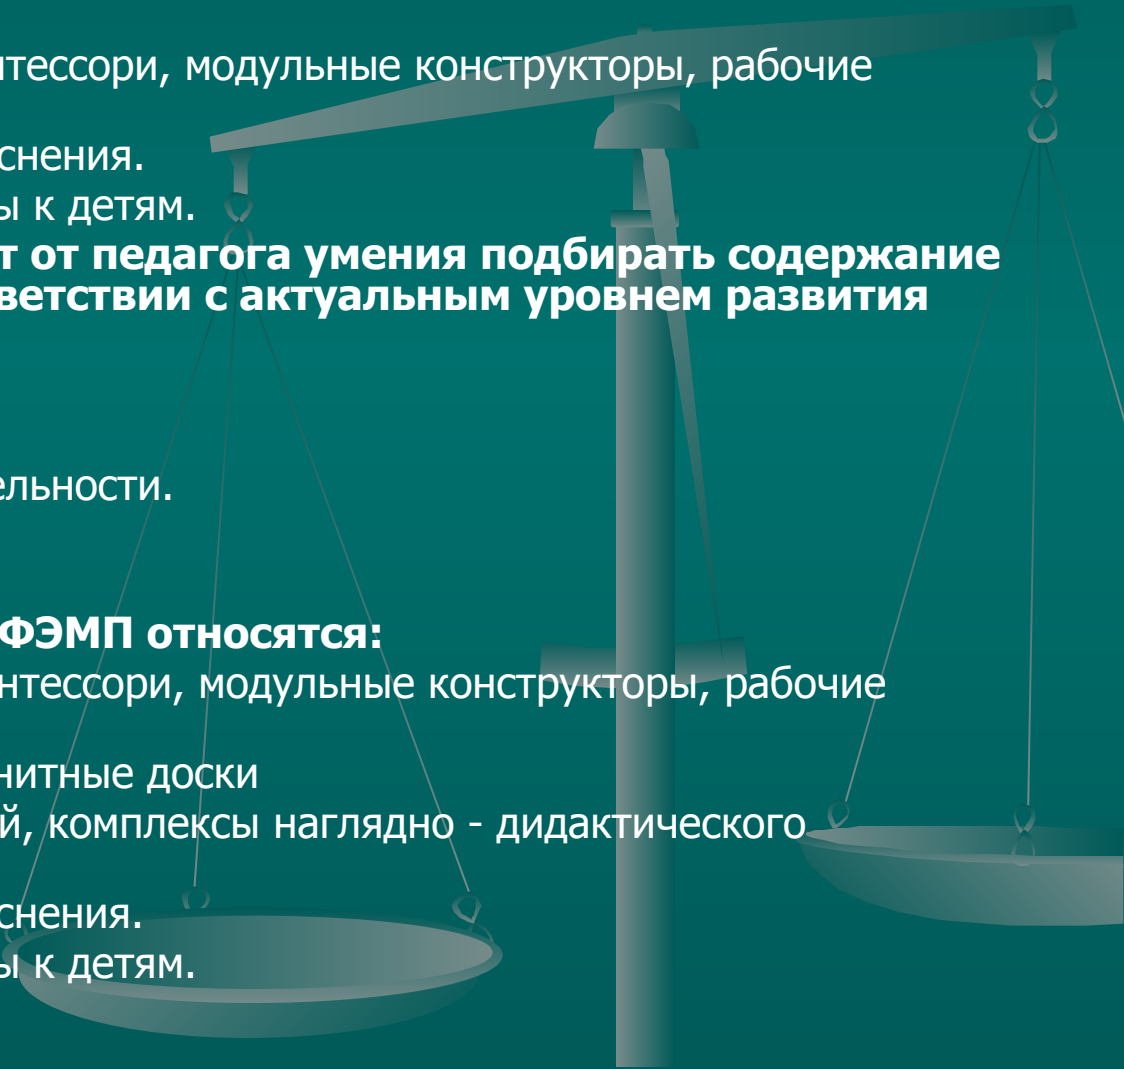 нтессори, модульные конструкторы, рабочие
снения.
ы к детям.
т от педагога умения подбирать содержание
ветствии с актуальным уровнем развития
ельности.
ФЭМП относятся:
нтессори, модульные конструкторы, рабочие
нитные доски
й, комплексы наглядно - дидактического
снения.
ы к детям.